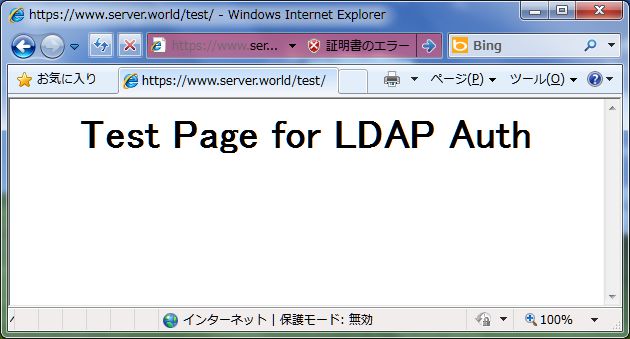 https://www.server.world/test/ - Windows Internet Explorer
https://www.ser... 証明書のエラー Bing
お気に入り https://www.server.world/test/ ページ(P) ツール(O)
Test Page for LDAP Auth
インターネット | 保護モード: 無効 100%